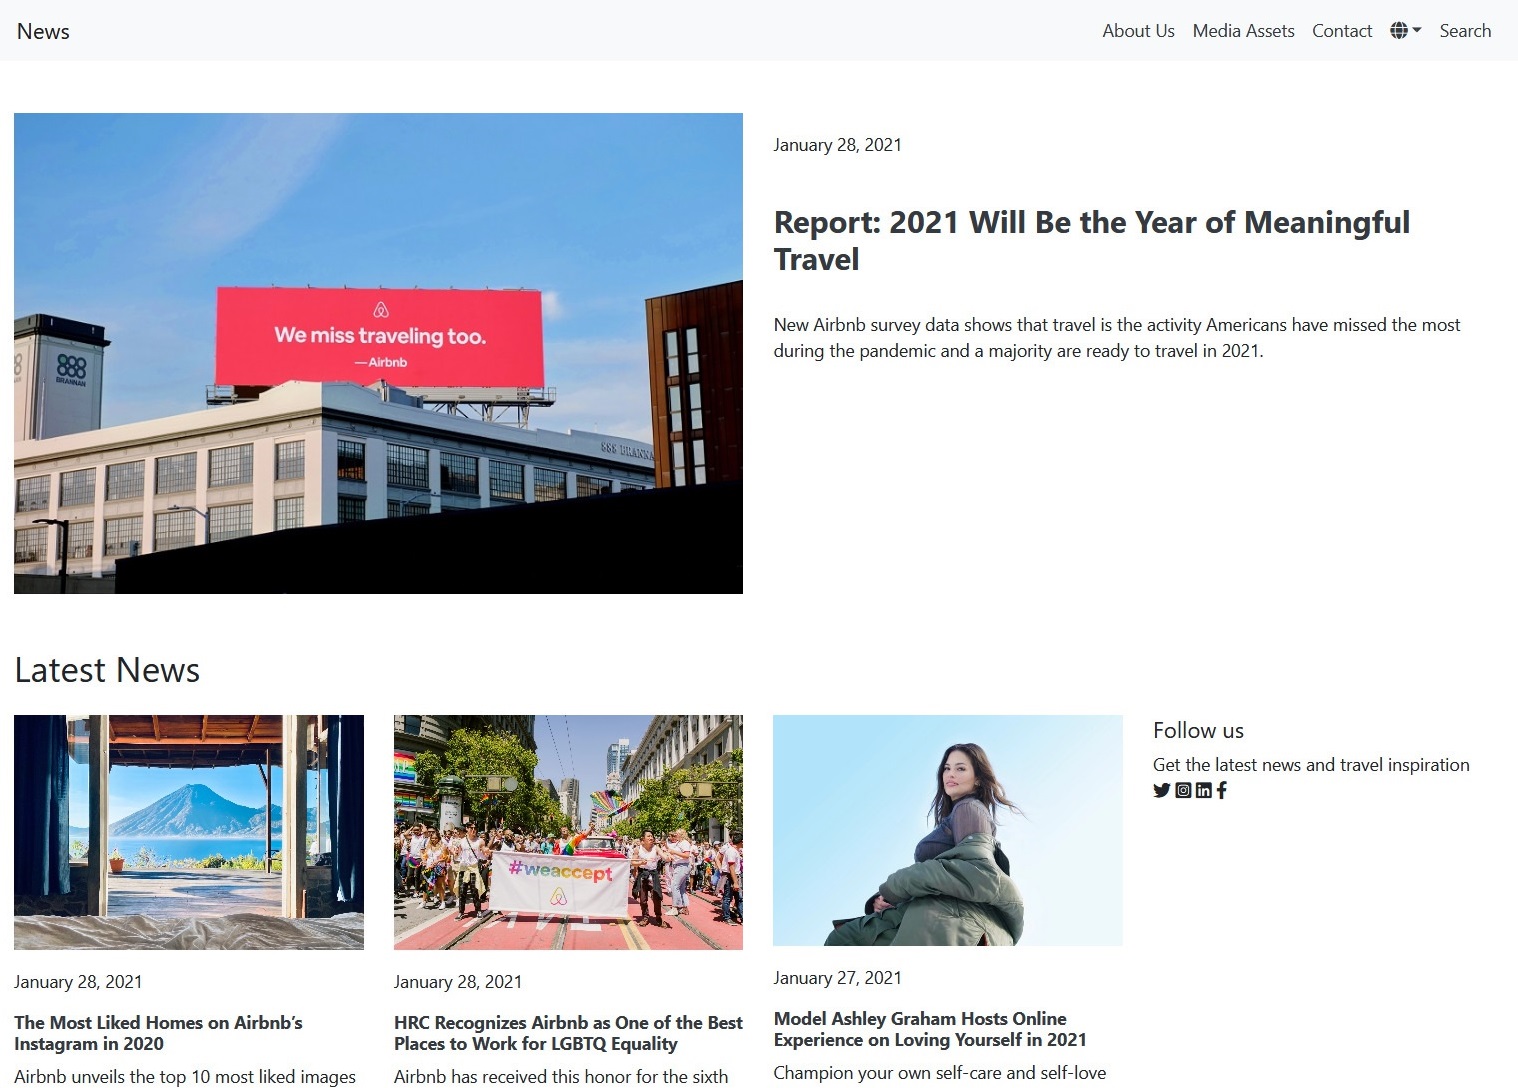 News
About Us Media Assets Contact Search
We miss traveling too.
—Airbnb
888
BRANNAN
888 BRANNA
January 28, 2021
Report: 2021 Will Be the Year of Meaningful
Travel
New Airbnb survey data shows that travel is the activity Americans have missed the most
during the pandemic and a majority are ready to travel in 2021.
Latest News
January 28, 2021
The Most Liked Homes on Airbnb’s
Instagram in 2020
Airbnb unveils the top 10 most liked images
#weaccept
January 28, 2021
HRC Recognizes Airbnb as One of the Best
Places to Work for LGBTQ Equality
Airbnb has received this honor for the sixth
January 27, 2021
Model Ashley Graham Hosts Online
Experience on Loving Yourself in 2021
Champion your own self-care and self-love
Follow us
Get the latest news and travel inspiration